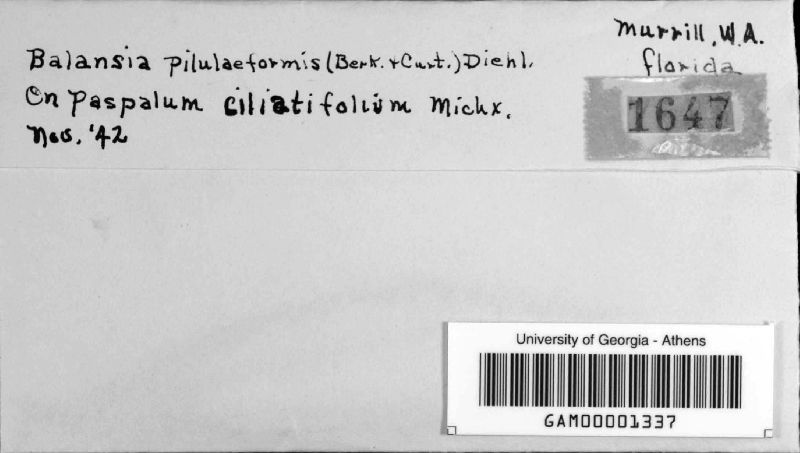 Murrill, W.A.
Florida
1647
Balansia pilulaeformis (Berk. + Curt.) Diehl.
On Paspalum ciliatifolium Michx.
Nov. '42
University of Georgia - Athens
GAM00001337